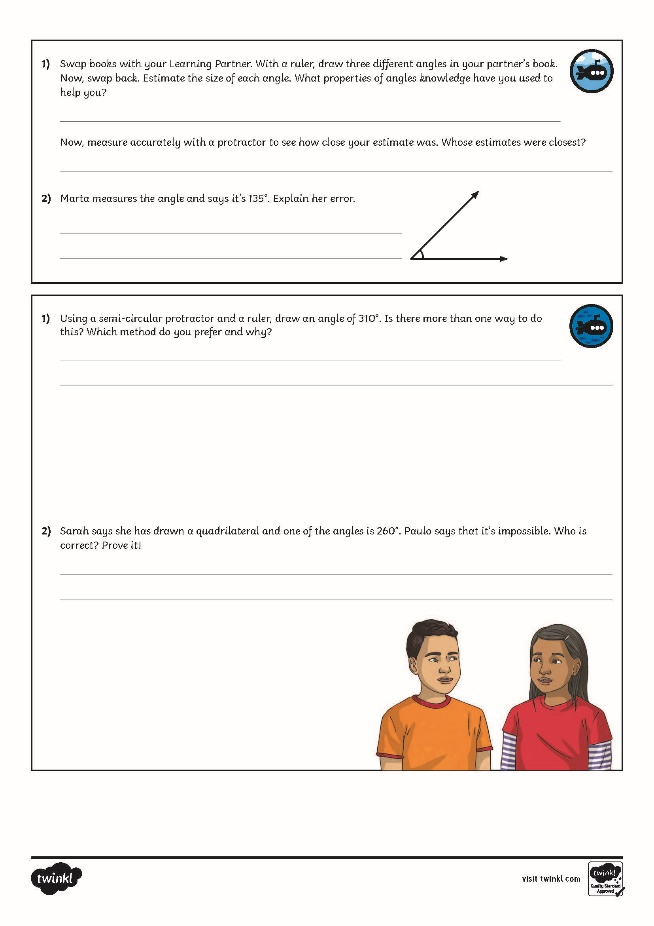 1) Swap books with your Learning Partner. With a ruler, draw three different angles in your partner's book.
Now, swap back. Estimate the size of each angle. What properties of angles knowledge have you used to
help you?
Now, measure accurately with a protractor to see how close your estimate was. Whose estimates were closest?
2) Marta measures the angle and says it's 135°. Explain her error.
1) Using a semi-circular protractor and a ruler, draw an angle of 310°. Is there more than one way to do
this? Which method do you prefer and why?
2) Sarah says she has drawn a quadrilateral and one of the angles is 260°. Paulo says that it's impossible. Who is
correct? Prove it!
twinkl
visit twinkl.com
twinkl
Quality Standard
Approved